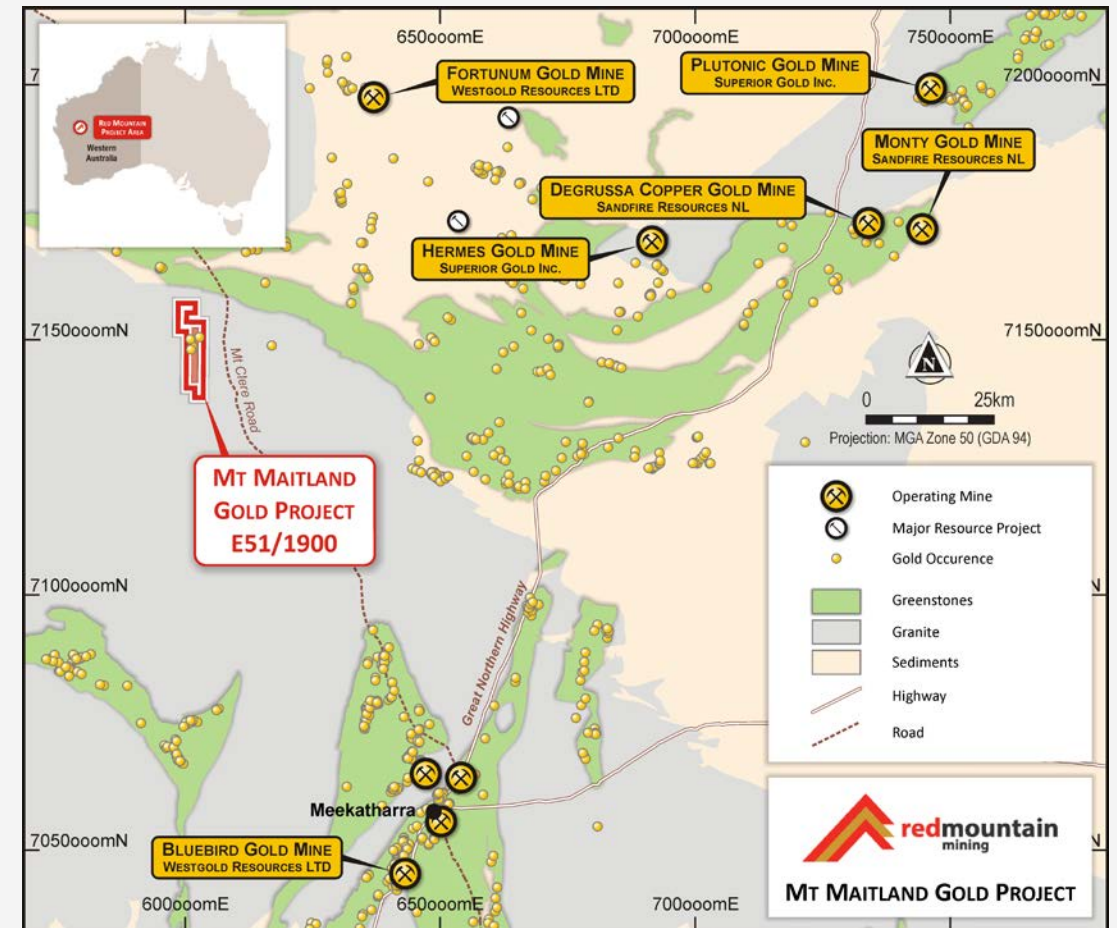 650000mE
700000mE
750000mE
7200000mN
RED MOUNTAIN
PROJECT AREA
Western
Australia
FORTUNUM GOLD MINE
WESTGOLD RESOURCES LTD
PLUTONIC GOLD MINE
SUPERIOR GOLD INC.
MONTY GOLD MINE
SANDFIRE RESOURCES NL
DEGRUSSA COPPER GOLD MINE
SANDFIRE RESOURCES NL
HERMES GOLD MINE
SUPERIOR GOLD INC.
7150000mN
7150000mN
Mt Clere Road
N
0 25km
Projection: MGA Zone 50 (GDA 94)
MT MAITLAND
GOLD PROJECT
E51/1900
Operating Mine
Major Resource Project
Gold Occurence
Greenstones
Granite
Sediments
Highway
Road
7100000mN
Great Northern Highway
Meekatharra
7050000mN
BLUEBIRD GOLD MINE
WESTGOLD RESOURCES LTD
600000mE
650000mE
700000mE
redmountain
mining
MT MAITLAND GOLD PROJECT